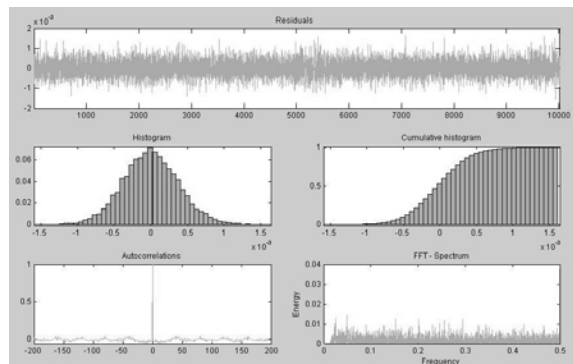 Residuals
x 10⁻³
2
1
0
-1
-2
1000 2000 3000 4000 5000 6000 7000 8000 9000 10000
Histogram
0.06
0.04
0.02
0
-1.5 -1 -0.5 0 0.5 1 1.5
x 10⁻³
Cumulative histogram
1
0.5
0
-1.5 -1 -0.5 0 0.5 1 1.5
x 10⁻³
Autocorrelations
1
0.5
0
-200 -150 -100 -50 0 50 100 150 200
FFT - Spectrum
Energy
0.04
0.03
0.02
0.01
0
0 0.1 0.2 0.3 0.4 0.5
Frequency